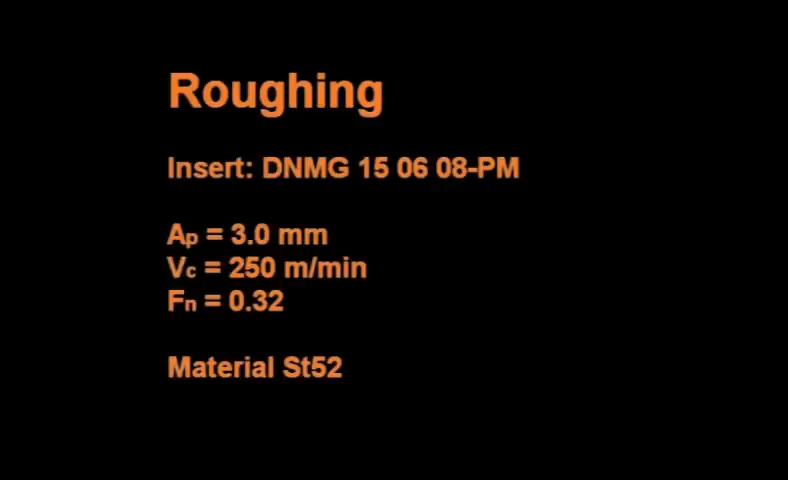 Roughing
Insert: DNMG 15 06 08-PM
Ap = 3.0 mm
Vc = 250 m/min
Fn = 0.32
Material St52